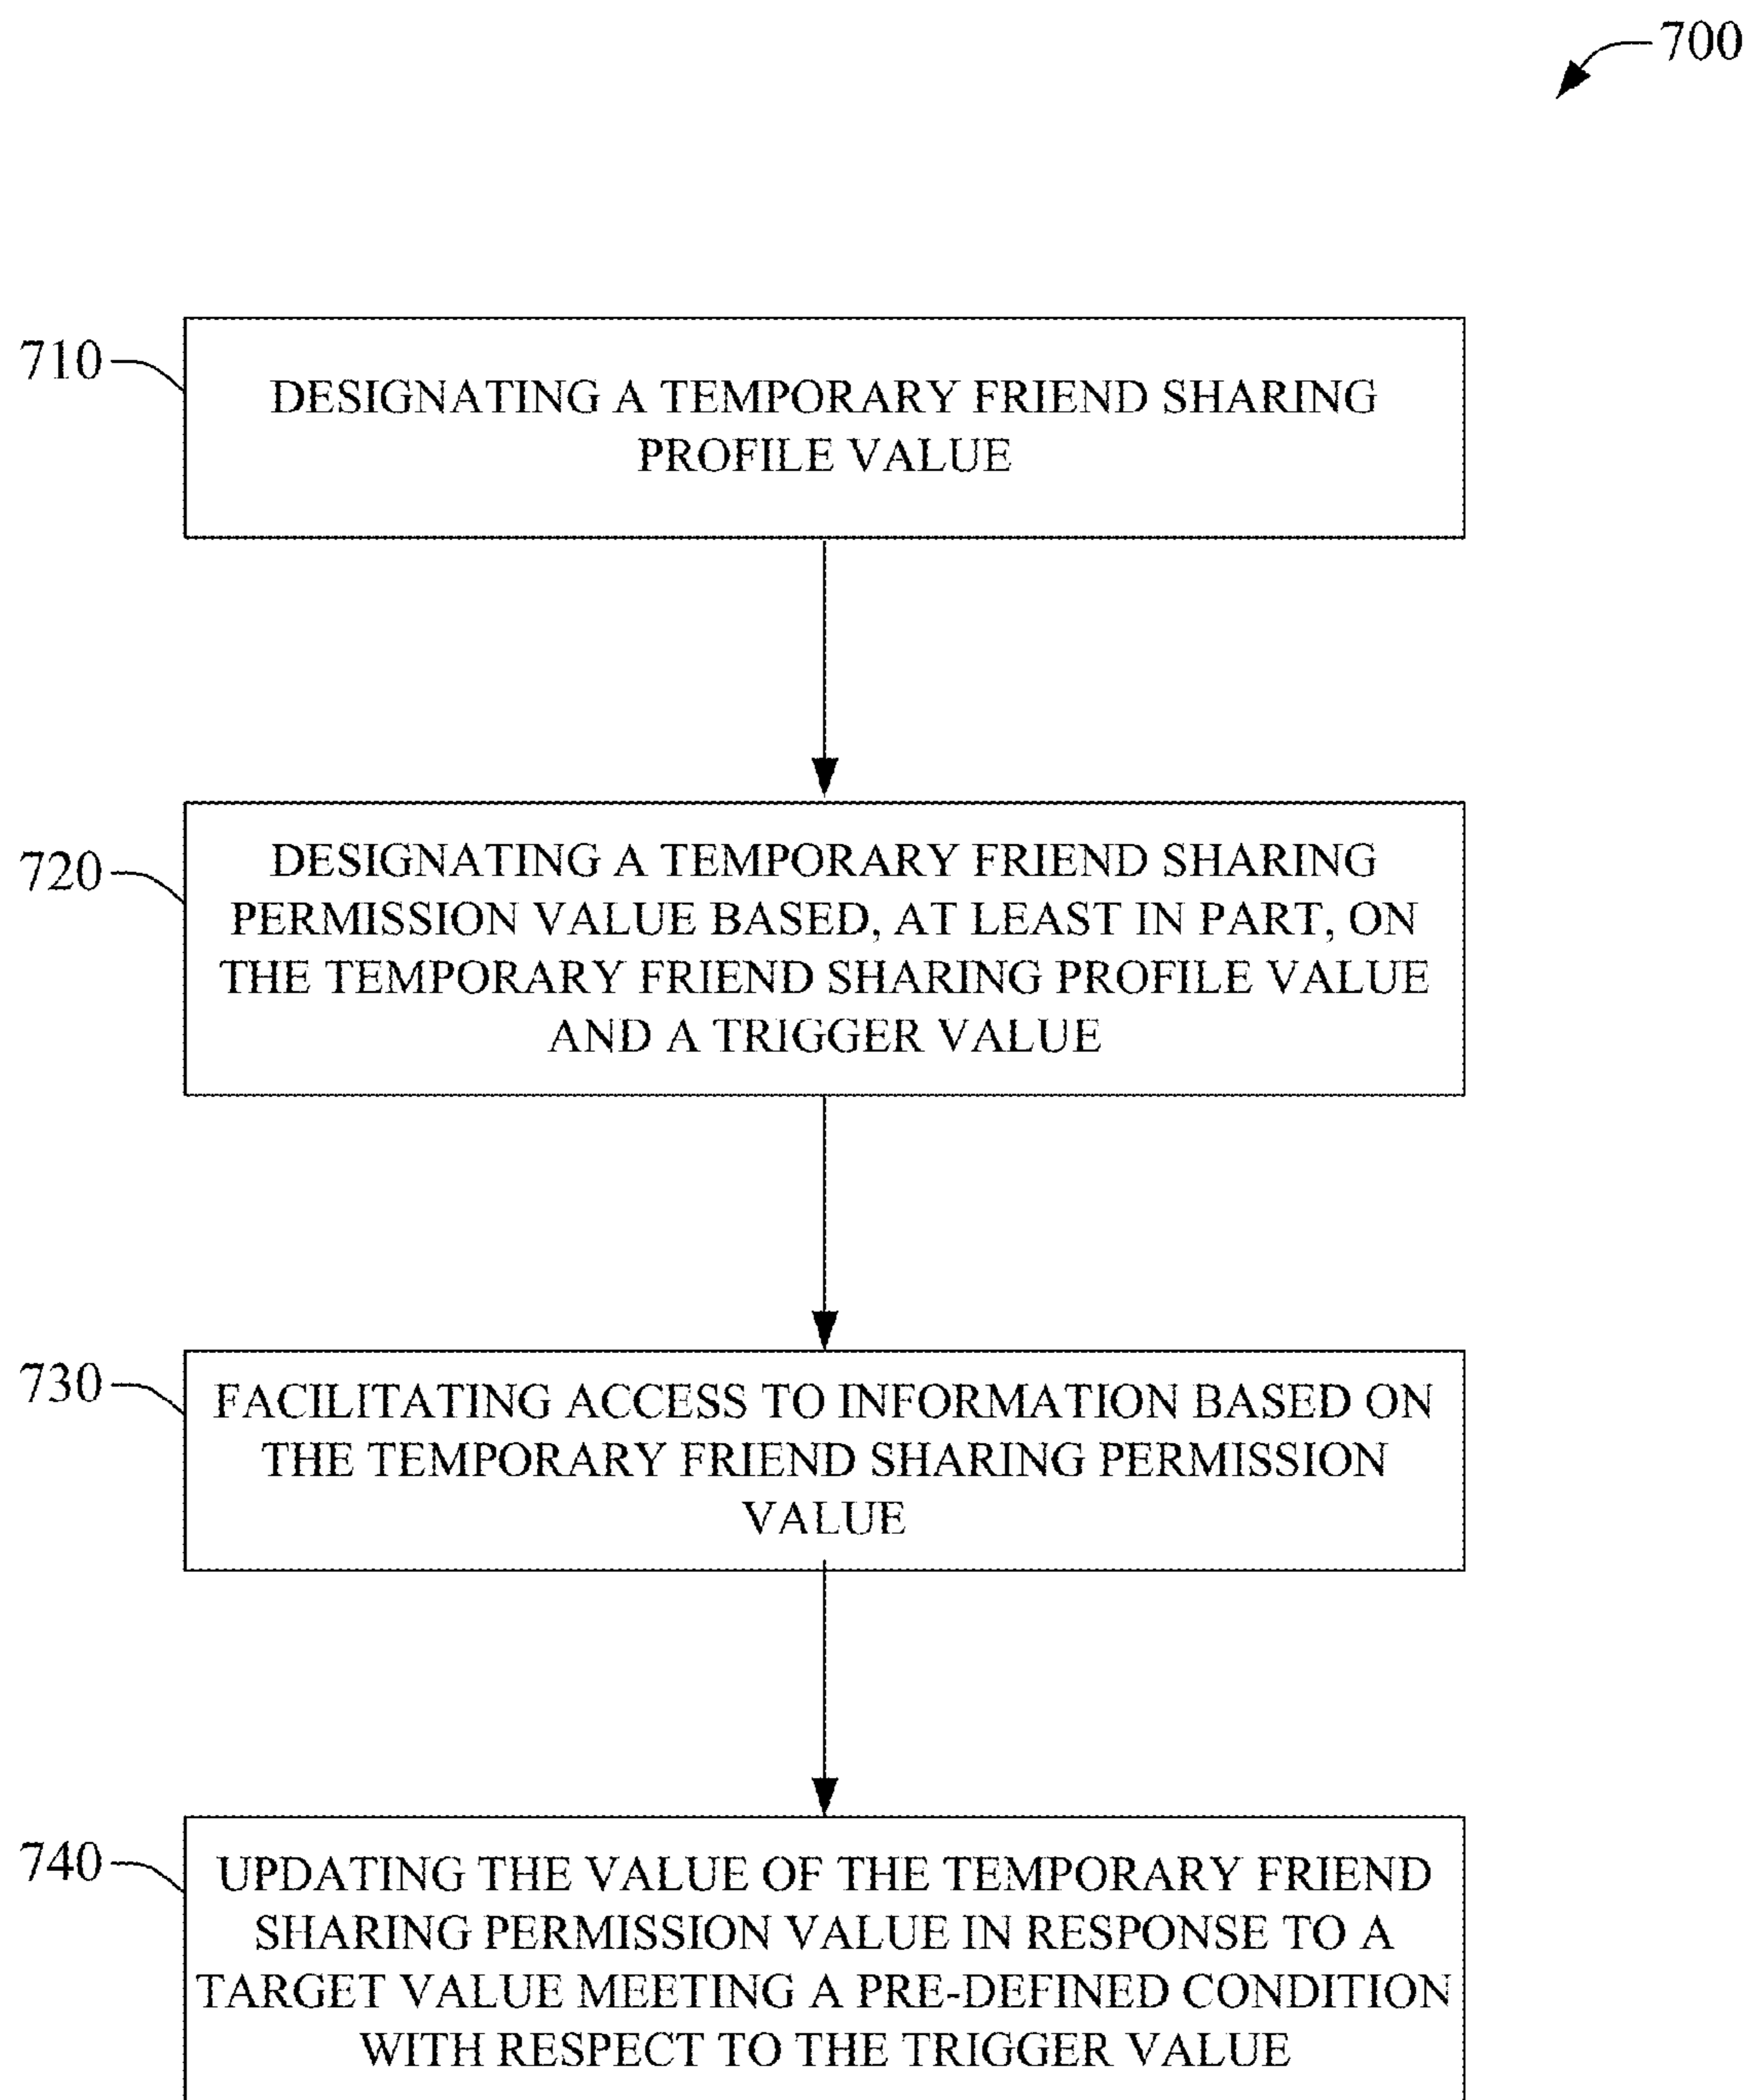 700
710
DESIGNATING A TEMPORARY FRIEND SHARING
PROFILE VALUE
720
DESIGNATING A TEMPORARY FRIEND SHARING
PERMISSION VALUE BASED, AT LEAST IN PART, ON
THE TEMPORARY FRIEND SHARING PROFILE VALUE
AND A TRIGGER VALUE
730
FACILITATING ACCESS TO INFORMATION BASED ON
THE TEMPORARY FRIEND SHARING PERMISSION
VALUE
740
UPDATING THE VALUE OF THE TEMPORARY FRIEND
SHARING PERMISSION VALUE IN RESPONSE TO A
TARGET VALUE MEETING A PRE-DEFINED CONDITION
WITH RESPECT TO THE TRIGGER VALUE